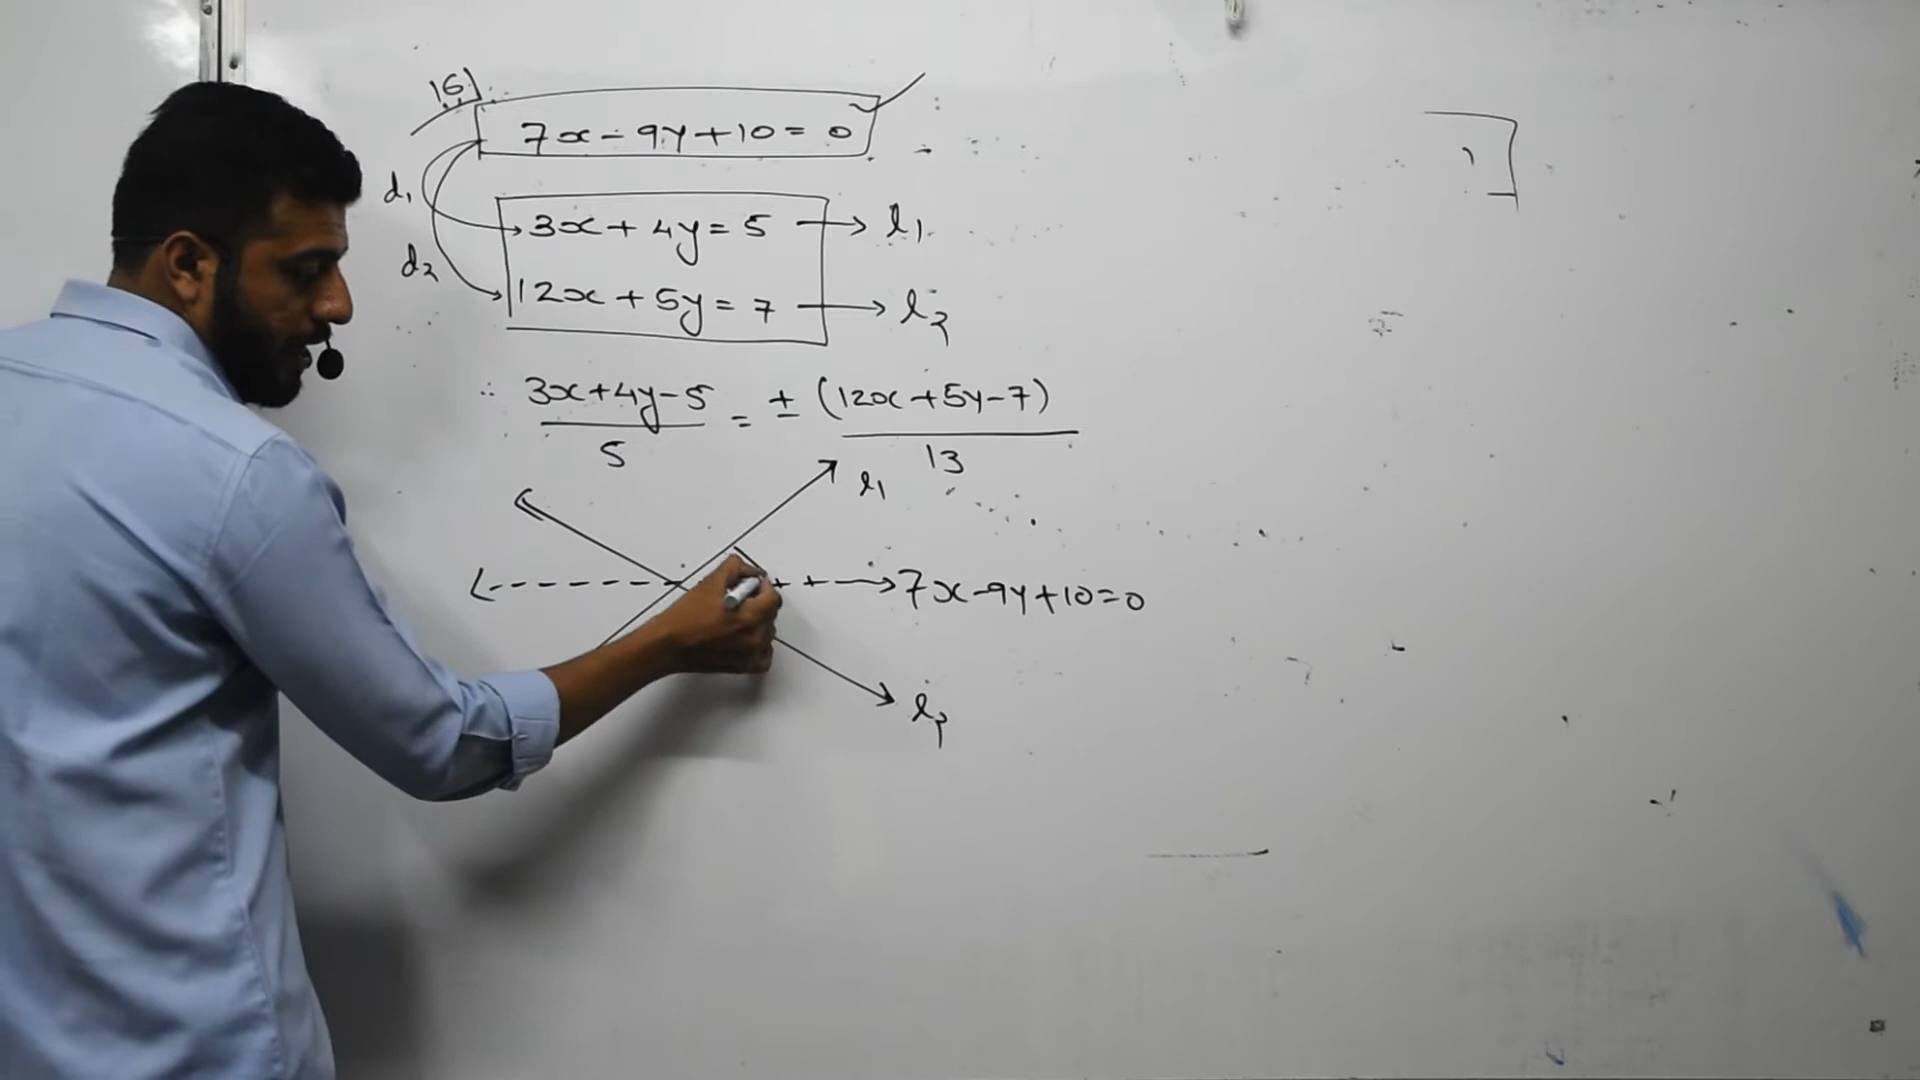 16)
7x - 9y + 10 = 0
d₁
3x + 4y = 5 → l₁
d₂
12x + 5y = 7 → l₂
∴ 3x+4y-5 / 5 = ± (12x+5y-7) / 13
l₁
7x-9y+10=0
l₂